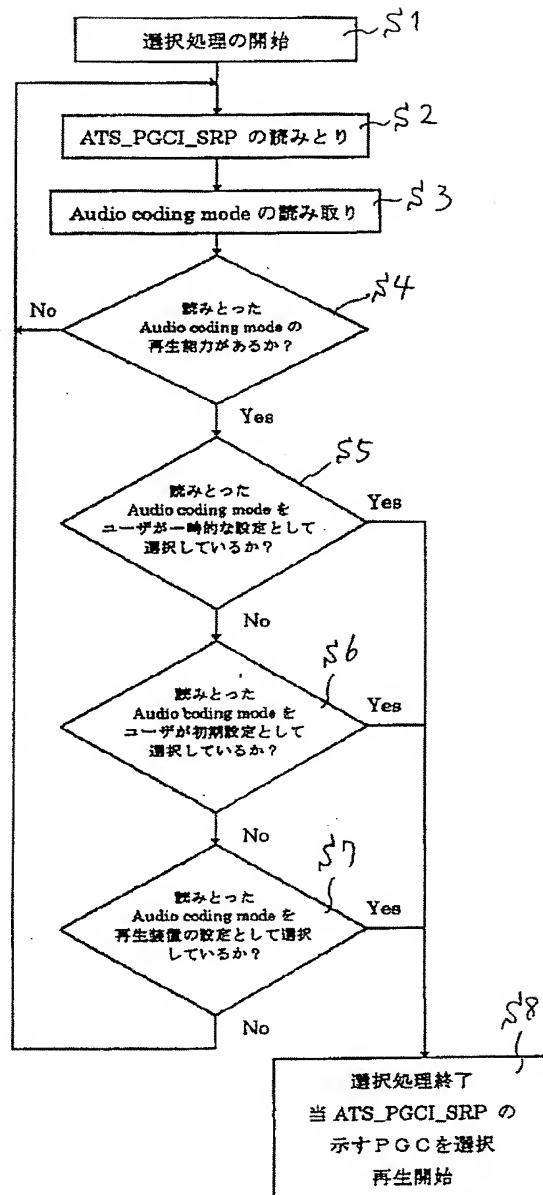 選択処理の開始
S1
ATS_PGCI_SRP の読みとり
S2
Audio coding mode の読み取り
S3
読みとった
Audio coding mode の
再生能力があるか?
S4
No
Yes
読みとった
Audio coding mode を
ユーザが一時的な設定として
選択しているか?
S5
Yes
No
読みとった
Audio coding mode を
ユーザが初期設定として
選択しているか?
S6
Yes
No
読みとった
Audio coding mode を
再生装置の設定として選択
しているか?
S7
Yes
No
選択処理終了
当 ATS_PGCI_SRP の
示すPGCを選択
再生開始
S8